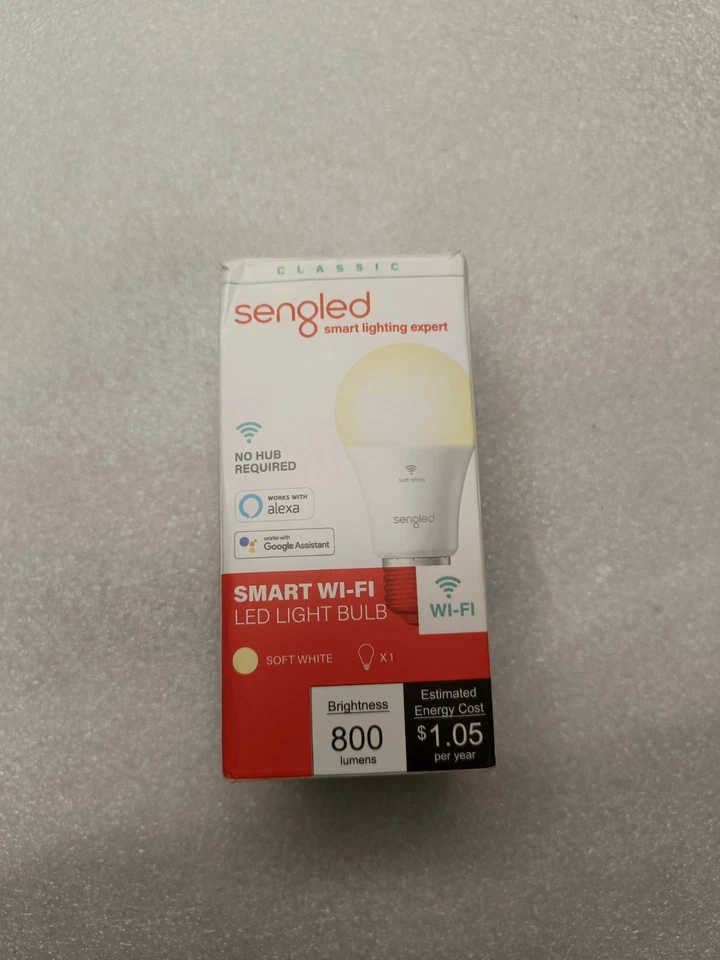 CLASSIC
sengled
smart lighting expert
NO HUB
REQUIRED
WORKS WITH
alexa
works with
Google Assistant
Soft White
sengled
SMART WI-FI
LED LIGHT BULB
WI-FI
SOFT WHITE
X 1
Brightness
800
lumens
Estimated
Energy Cost
$1.05
per year